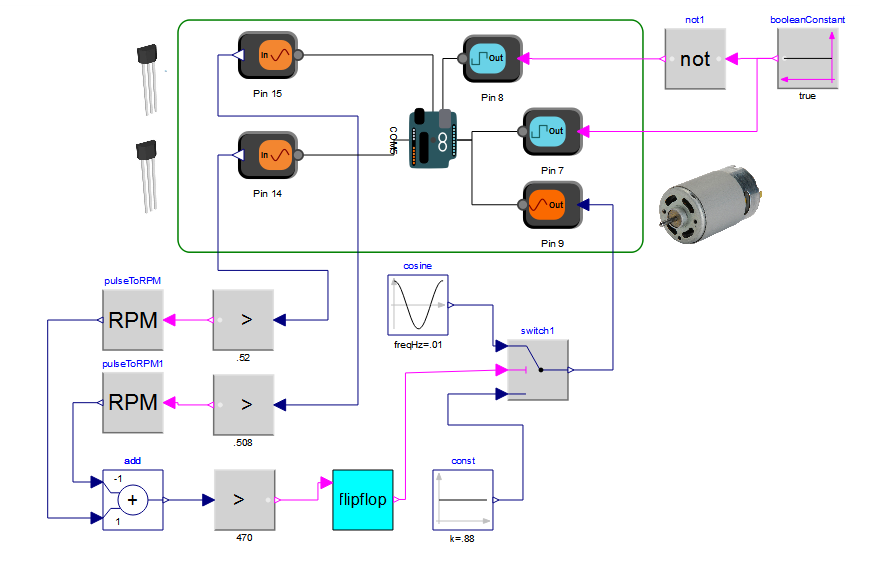 not1
booleanConstant
In
Pin 15
Out
Pin 8
not
true
COM5
In
Pin 14
8
Out
Pin 7
Out
Pin 9
cosine
freqHz=.01
switch1
pulseToRPM
RPM
>
.52
pulseToRPM1
RPM
>
.508
add
-1
+
1
>
470
flipflop
const
k=.88